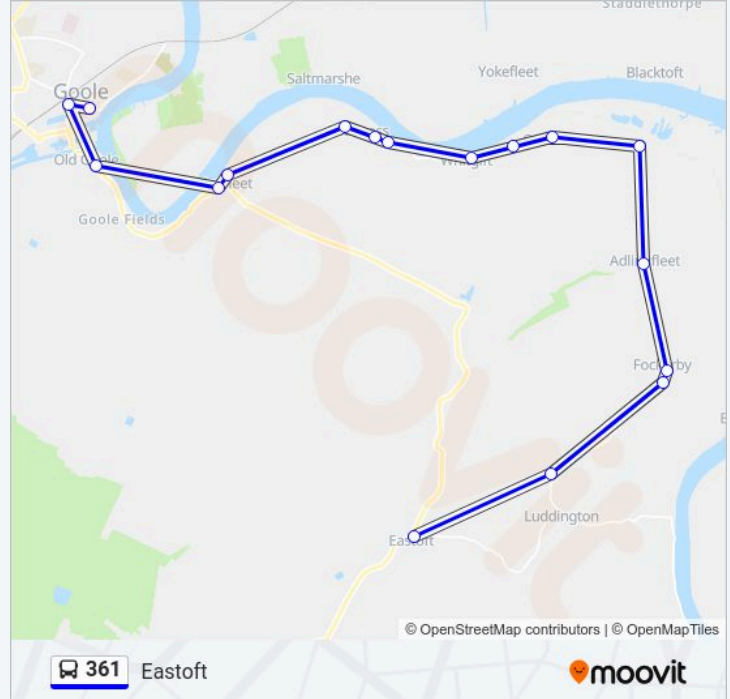 Staddlethorpe
Goole
Saltmarshe
Yokefleet
Blacktoft
Old Goole
Goole Fields
Adlingfleet
Luddington
Eastoft
© OpenStreetMap contributors | © OpenMapTiles
361 Eastoft
moovit